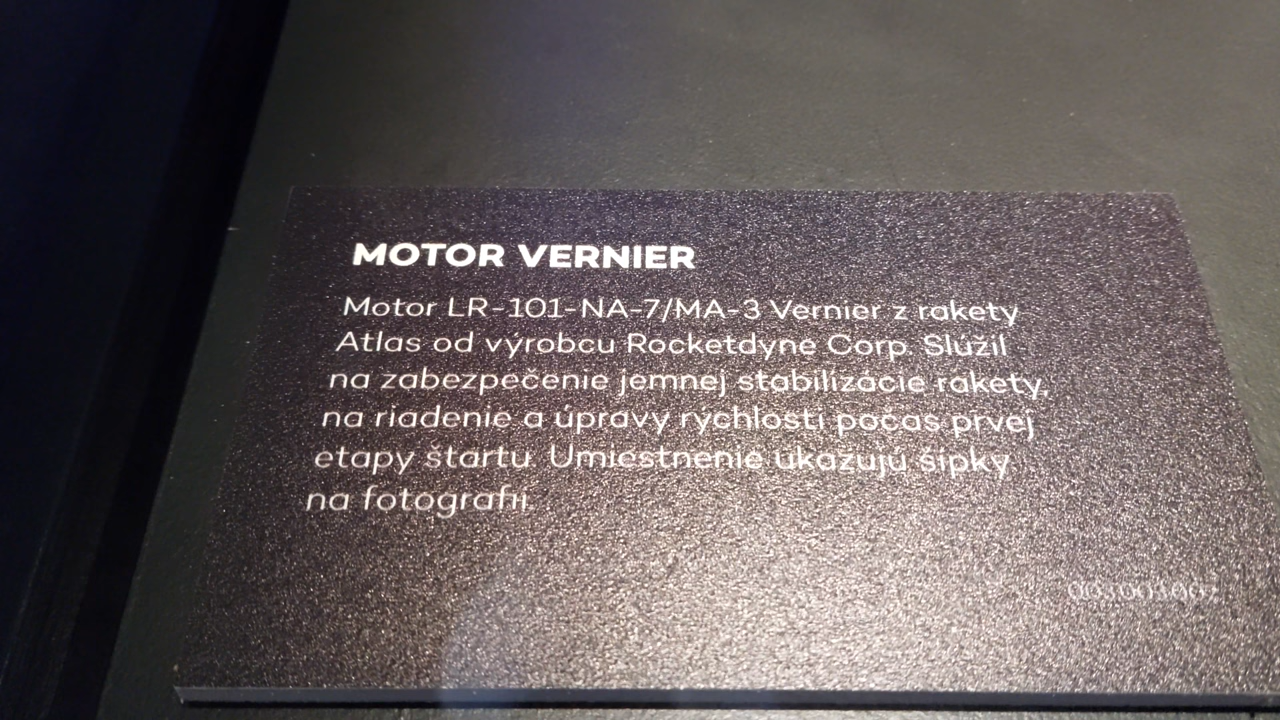 MOTOR VERNIER
Motor LR-101-NA-7/MA-3 Vernier z rakety
Atlas od výrobcu Rocketdyne Corp. Slúžil
na zabezpečenie jemnej stabilizácie rakety,
na riadenie a úpravy rýchlosti počas prvej
etapy štartu. Umiestnenie ukazujú šípky
na fotografii.